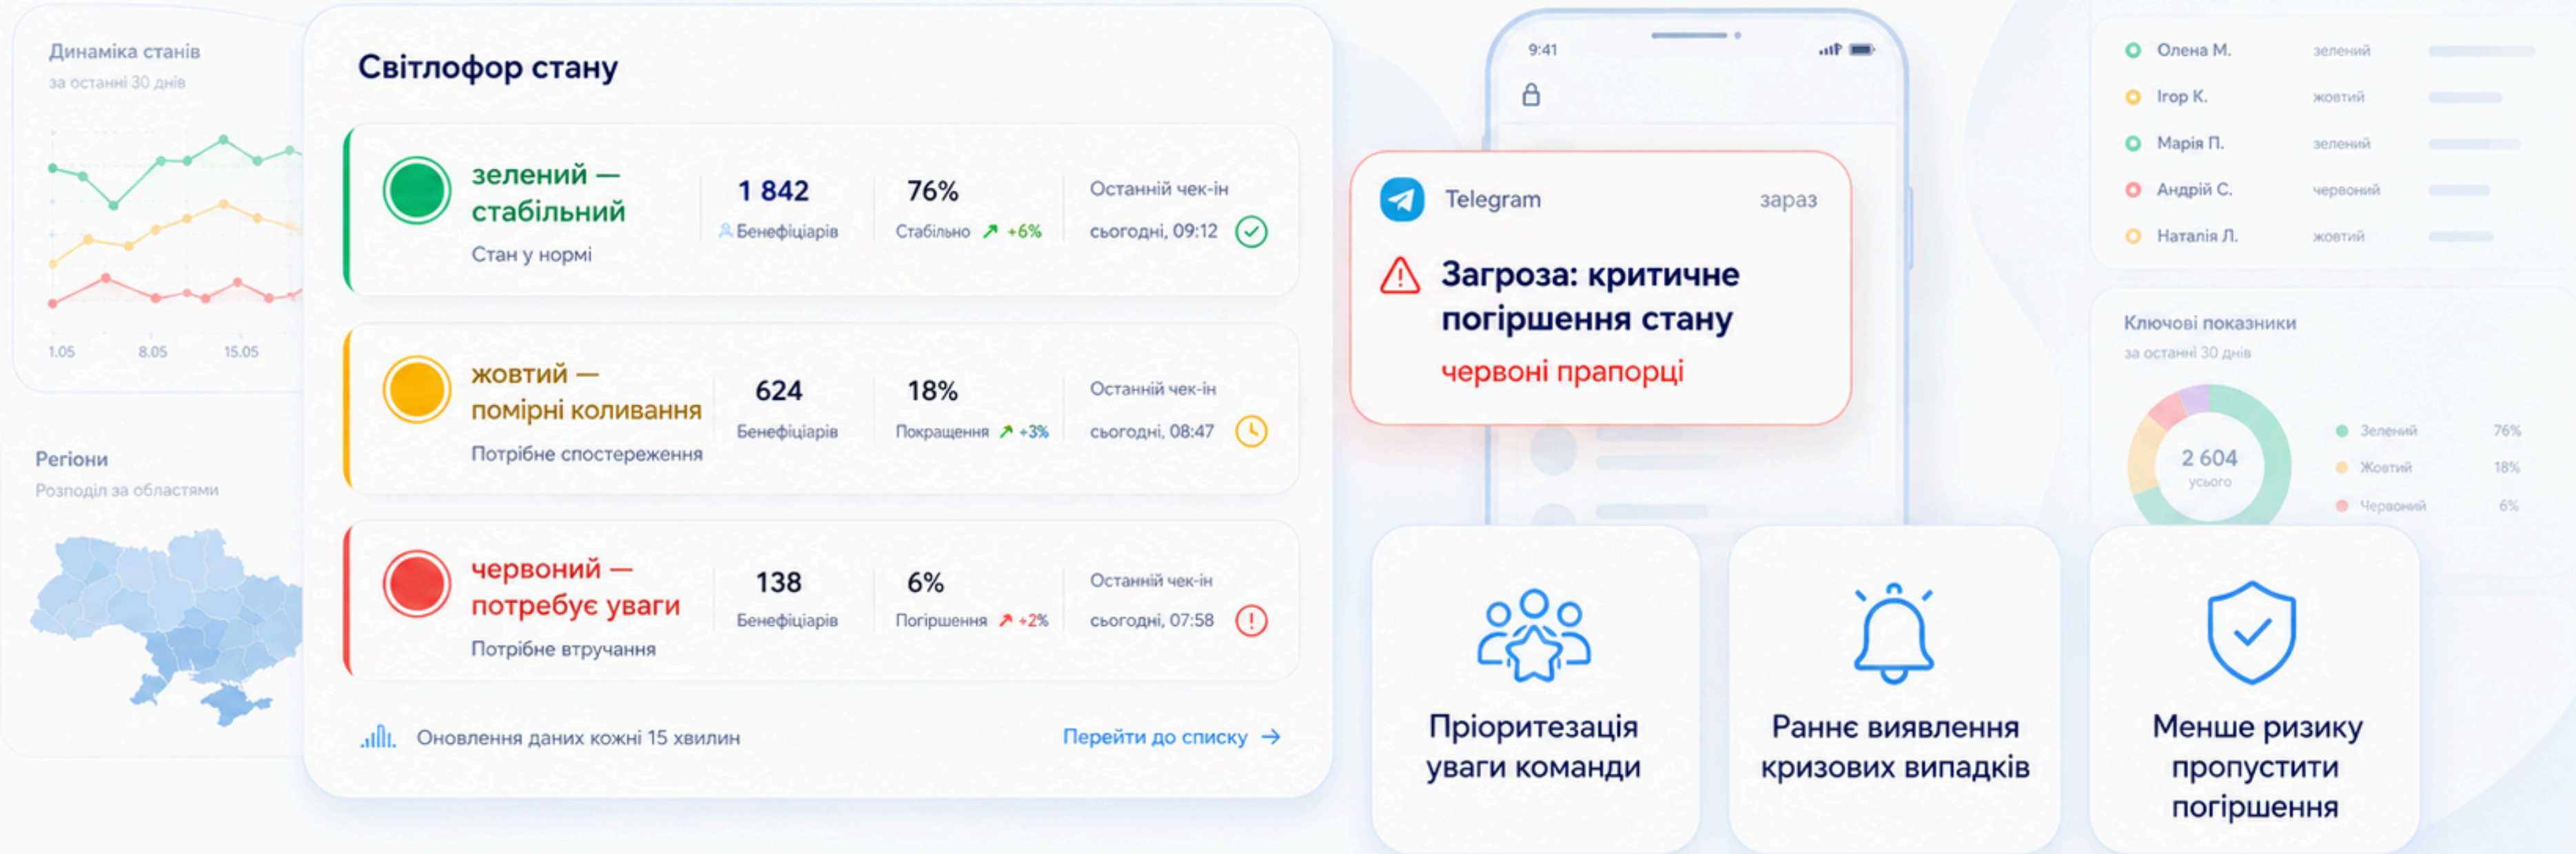 Динаміка станів
за останні 30 днів
1.05 8.05 15.05
Регіони
Розподіл за областями
Світлофор стану
зелений —
стабільний
Стан у нормі
1 842
Бенефіціарів
76%
Стабільно +6%
Останній чек-ін
сьогодні, 09:12
жовтий —
помірні коливання
Потрібне спостереження
624
Бенефіціарів
18%
Покращення +3%
Останній чек-ін
сьогодні, 08:47
червоний —
потребує уваги
Потрібне втручання
138
Бенефіціарів
6%
Погіршення +2%
Останній чек-ін
сьогодні, 07:58
Оновлення даних кожні 15 хвилин
Перейти до списку
9:41
Telegram
зараз
Загроза: критичне
погіршення стану
червоні прапорці
Олена М. зелений
Ігор К. жовтий
Марія П. зелений
Андрій С. червоний
Наталія Л. жовтий
Ключові показники
за останні 30 днів
2 604
усього
Зелений 76%
Жовтий 18%
Червоний 6%
Пріоритезація
уваги команди
Раннє виявлення
кризових випадків
Менше ризику
пропустити
погіршення